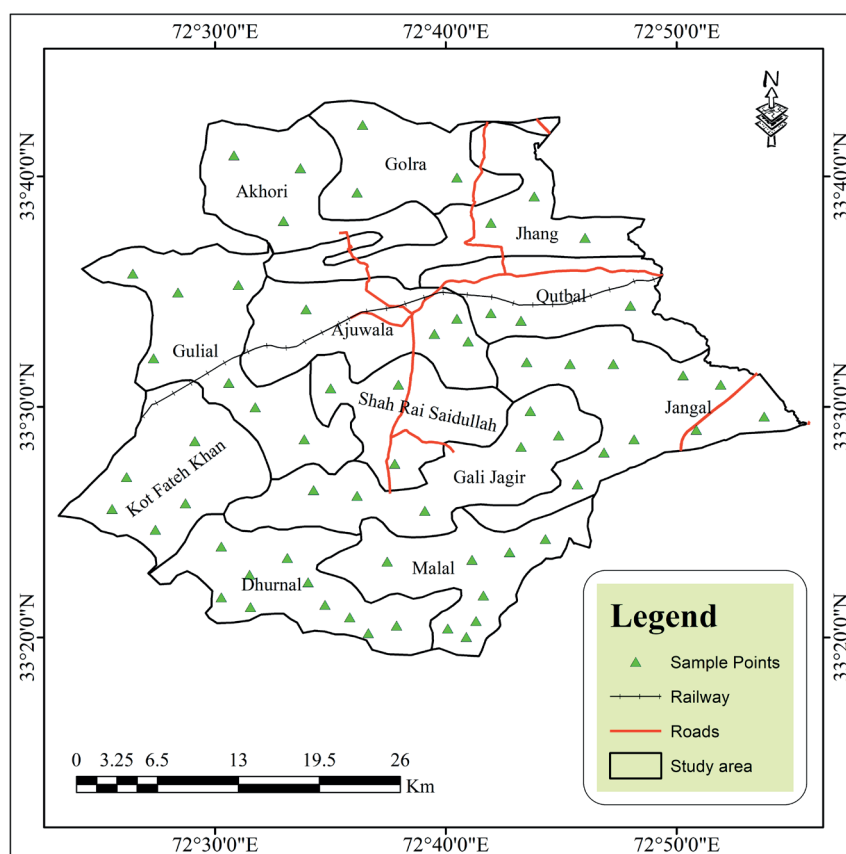 72°30'0"E 72°40'0"E 72°50'0"E
N
33°40'0"N 33°40'0"N
Golra
Akhori
Jhang
Qutbal
Ajuwala
Gulial
33°30'0"N 33°30'0"N
Shah Rai Saidullah
Jangal
Kot Fateh Khan
Gali Jagir
Malal
Dhurnal
33°20'0"N 33°20'0"N
Legend
Sample Points
Railway
Roads
Study area
0 3.25 6.5 13 19.5 26
Km
72°30'0"E 72°40'0"E 72°50'0"E